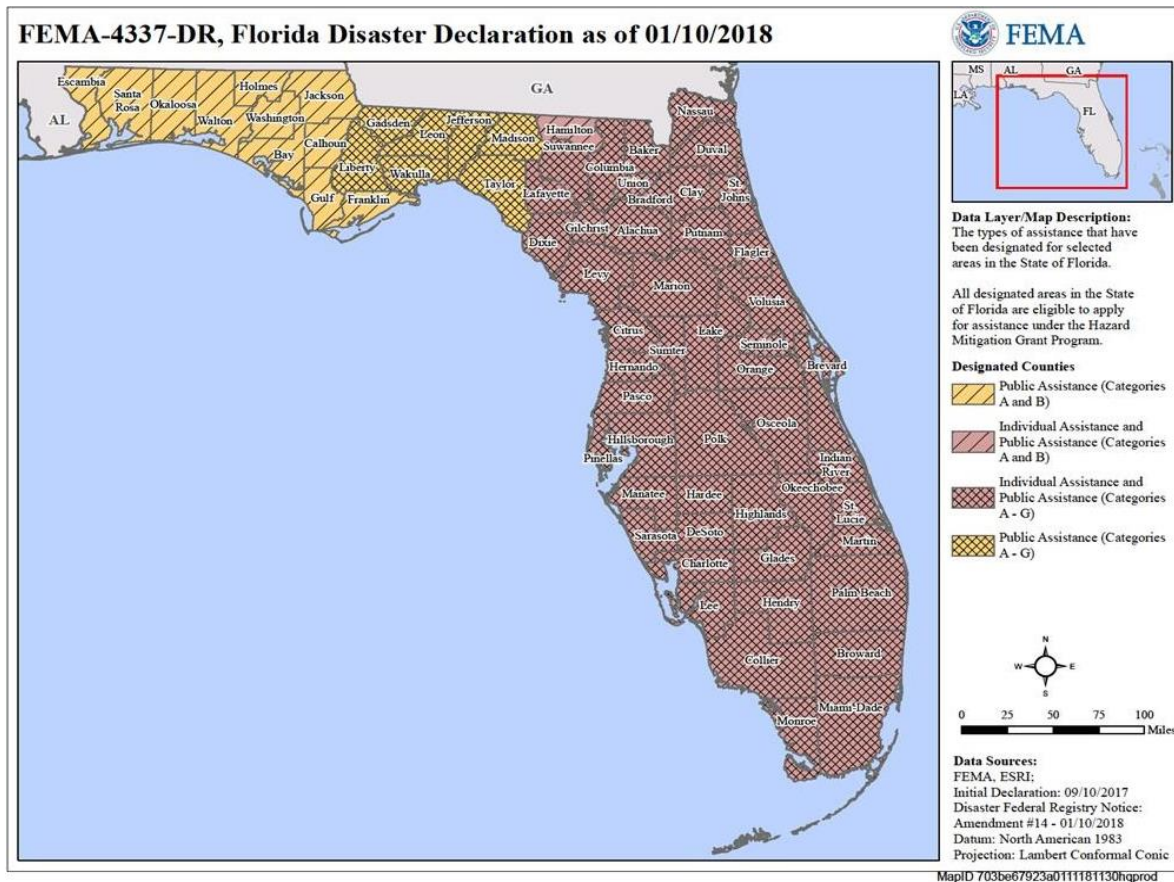 FEMA-4337-DR, Florida Disaster Declaration as of 01/10/2018
FEMA
MS
AL
GA
LA
FL
GA
AL
Escambia
Santa
Rosa
Okaloosa
Walton
Holmes
Washington
Jackson
Bay
Calhoun
Gulf
Franklin
Liberty
Gadsden
Leon
Wakulla
Jefferson
Madison
Taylor
Hamilton
Suwannee
Lafayette
Columbia
Baker
Nassau
Duval
Union
Bradford
Clay
St.
Johns
Dixie
Gilchrist
Alachua
Putnam
Flagler
Levy
Marion
Volusia
Citrus
Lake
Sumter
Seminole
Hernando
Orange
Brevard
Pasco
Osceola
Hillsborough
Polk
Pinellas
Indian
River
Okeechobee
Manatee
Hardee
Highlands
St.
Lucie
Sarasota
DeSoto
Martin
Glades
Charlotte
Lee
Hendry
Palm Beach
Collier
Broward
Monroe
Miami-Dade
Data Layer/Map Description:
The types of assistance that have
been designated for selected
areas in the State of Florida.
All designated areas in the State
of Florida are eligible to apply
for assistance under the Hazard
Mitigation Grant Program.
Designated Counties
Public Assistance (Categories
A and B)
Individual Assistance and
Public Assistance (Categories
A and B)
Individual Assistance and
Public Assistance (Categories
A - G)
Public Assistance (Categories
A - G)
N
W
E
S
0 25 50 75 100
Miles
Data Sources:
FEMA, ESRI;
Initial Declaration: 09/10/2017
Disaster Federal Registry Notice:
Amendment #14 - 01/10/2018
Datum: North American 1983
Projection: Lambert Conformal Conic
MapID 703be67923a0111181130hqprod